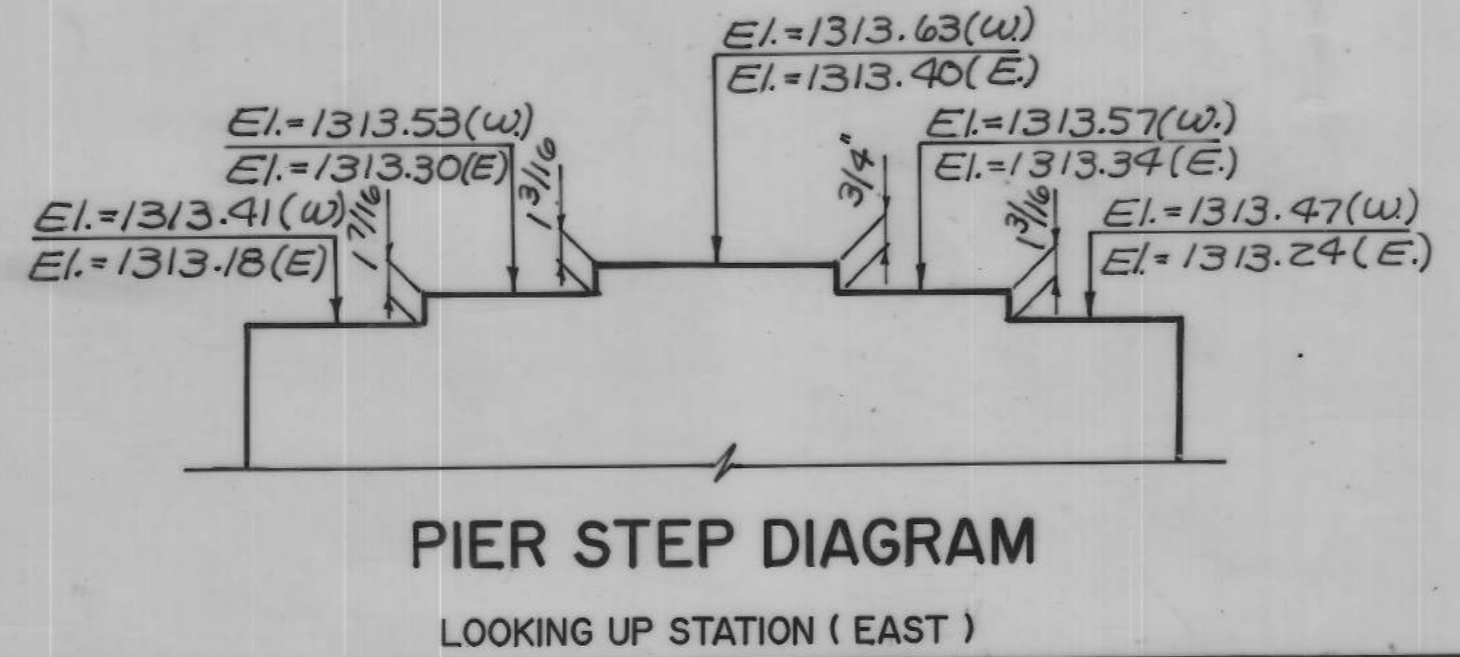 El.=1313.63(W.)
El.=1313.40(E.)
El.=1313.53(W.)
El.=1313.30(E)
1 3/16
3/4"
El.=1313.57(W.)
El.=1313.34(E.)
El.=1313.41(W)
El.=1313.18(E)
1 7/16
1 3/16
El.=1313.47(W.)
El.=1313.24(E.)
PIER STEP DIAGRAM
LOOKING UP STATION ( EAST )